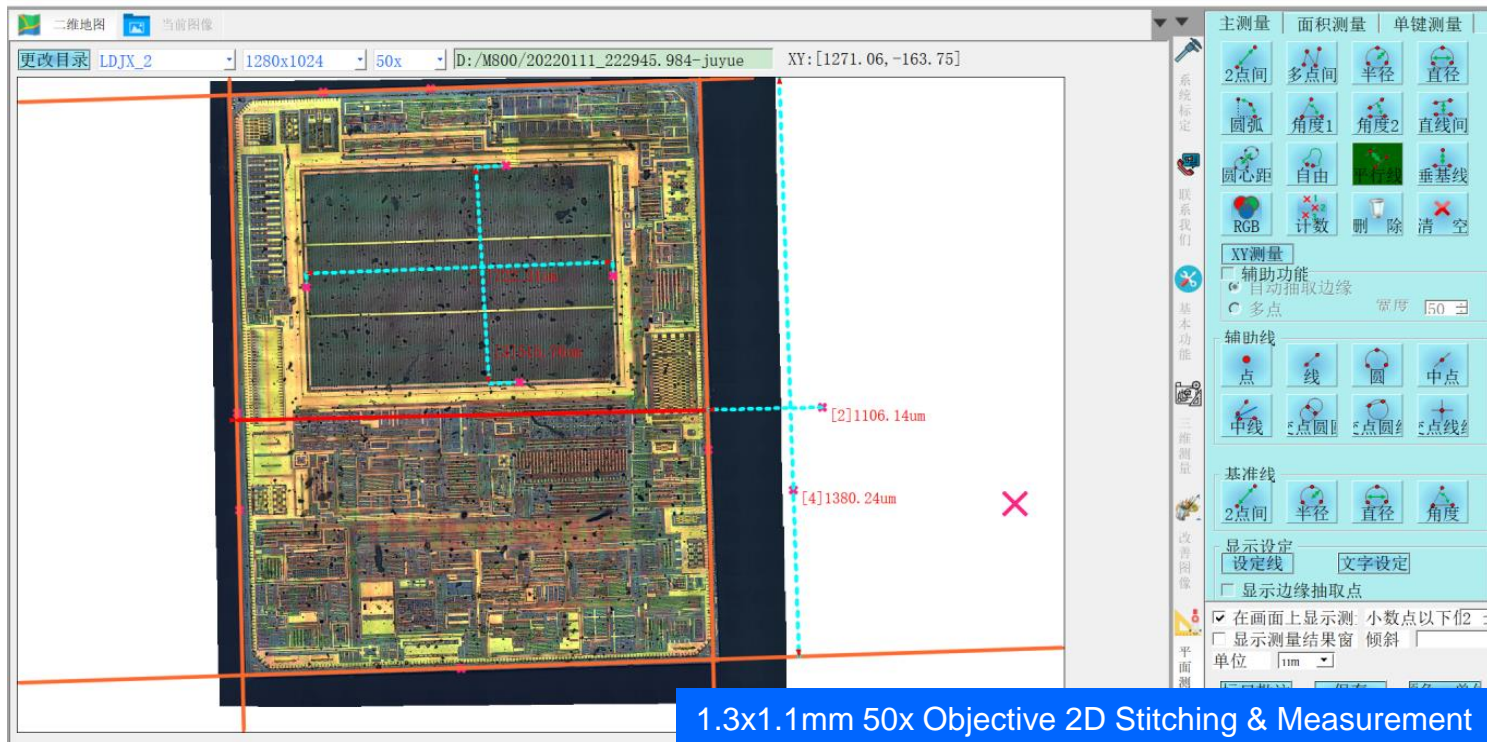 二维地图 当前图像
更改目录 LDJX_2 1280x1024 50x D:/M800/20220111_222945.984-juyue XY:[1271.06,-163.75]
[2]1106.14um
[4]1380.24um
系统标定
联系我们
基本功能
三维测量
改善图像
平面测
主测量 面积测量 单键测量
2点间 多点间 半径 直径
圆弧 角度1 角度2 直线间
圆心距 自由 平行线 垂基线
RGB 计数 删 除 清 空
XY测量
辅助功能
自动抽取边缘
多点 宽度 50
辅助线
点 线 圆 中点
中线
基准线
2点间 半径 直径 角度
显示设定
设定线 文字设定
显示边缘抽取点
在画面上显示测 小数点以下 2
显示测量结果窗 倾斜
单位 um
1.3x1.1mm 50x Objective 2D Stitching & Measurement